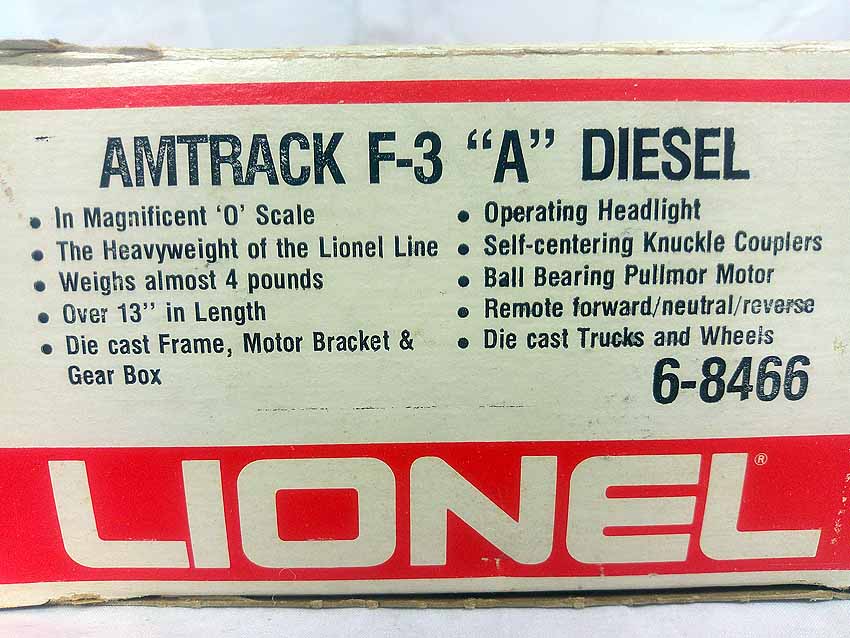 AMTRACK F-3 “A” DIESEL
• In Magnificent ‘O’ Scale
• The Heavyweight of the Lionel Line
• Weighs almost 4 pounds
• Over 13” in Length
• Die cast Frame, Motor Bracket &
Gear Box
• Operating Headlight
• Self-centering Knuckle Couplers
• Ball Bearing Pullmor Motor
• Remote forward/neutral/reverse
• Die cast Trucks and Wheels
6-8466
LIONEL®